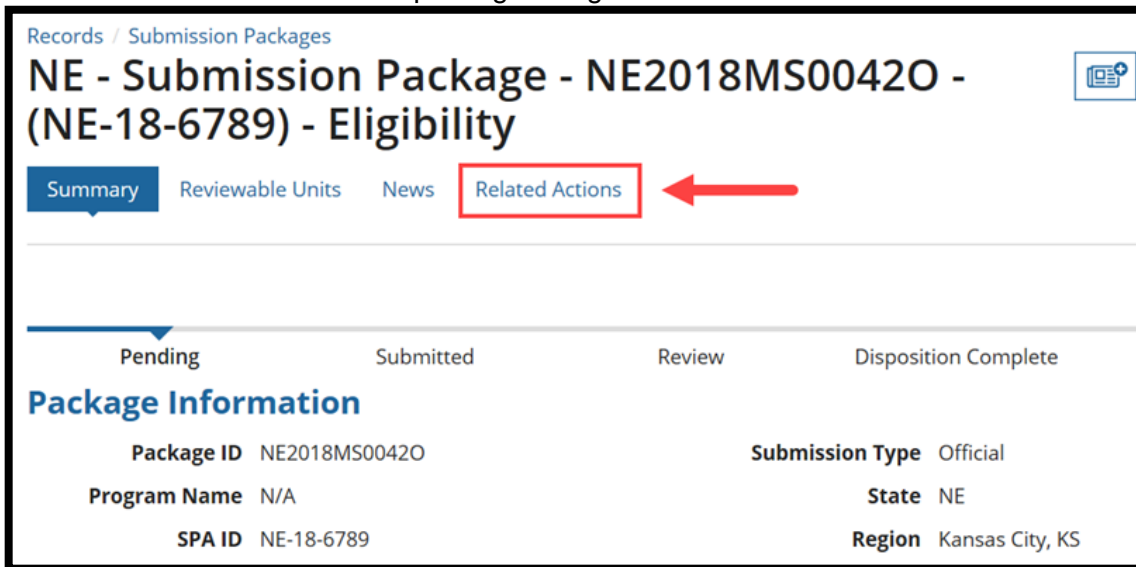 Records / Submission Packages
NE - Submission Package - NE2018MS0042O -
(NE-18-6789) - Eligibility
Summary Reviewable Units News Related Actions
Pending Submitted Review Disposition Complete
Package Information
Package ID NE2018MS0042O Submission Type Official
Program Name N/A State NE
SPA ID NE-18-6789 Region Kansas City, KS